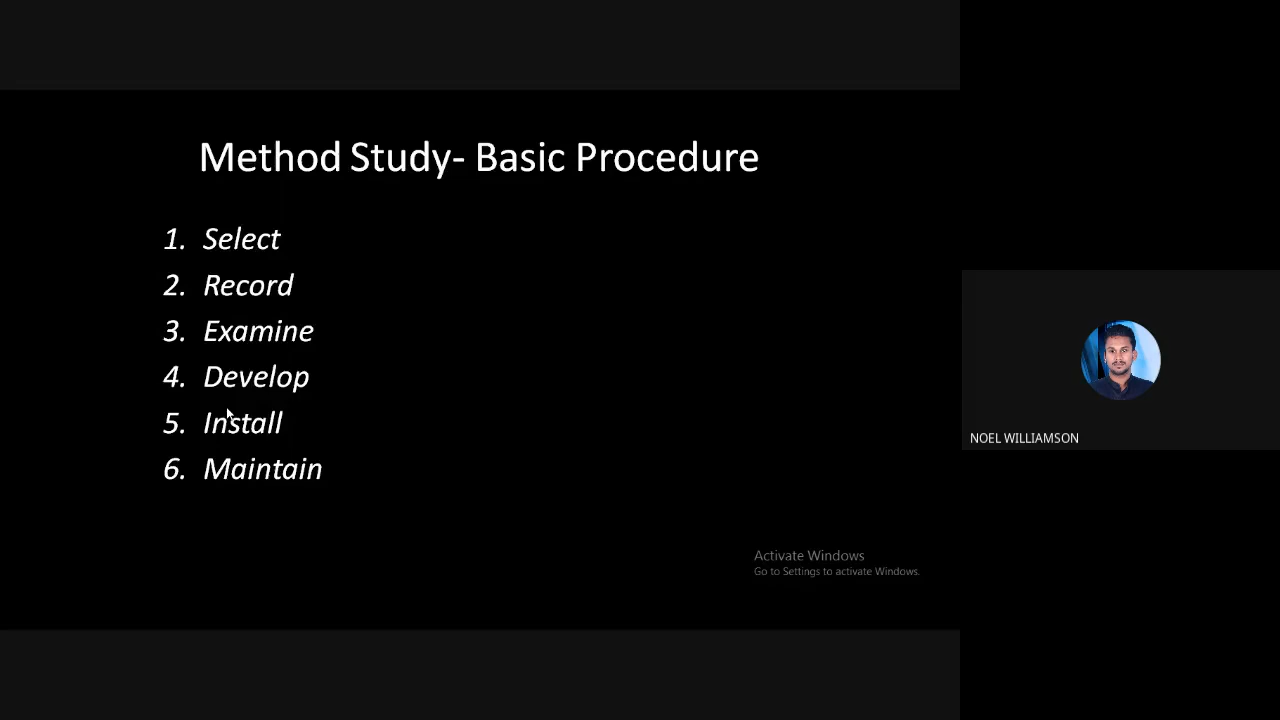 Method Study- Basic Procedure
1. Select
2. Record
3. Examine
4. Develop
5. Install
6. Maintain
NOEL WILLIAMSON
Activate Windows
Go to Settings to activate Windows.